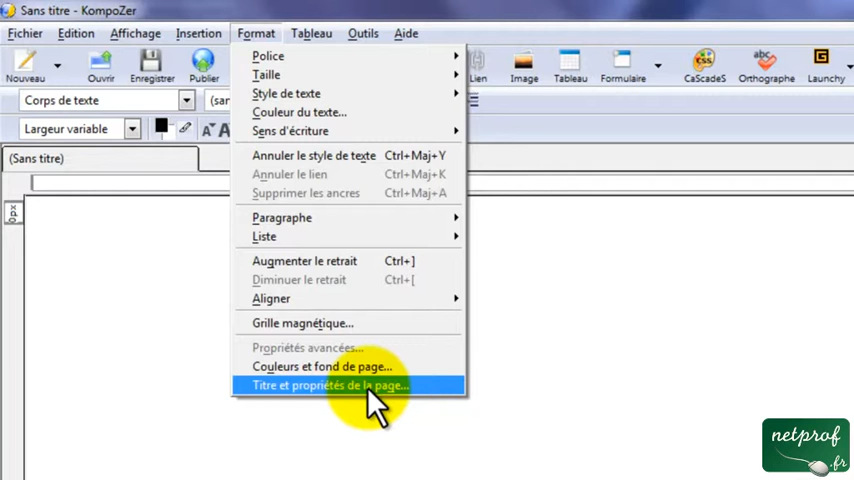 Sans titre - KompoZer
Fichier Edition Affichage Insertion Format Tableau Outils Aide
Nouveau Ouvrir Enregistrer Publier Lien Image Tableau Formulaire CaScadeS Orthographe Launchy
CSS abc
Corps de texte (san
Largeur variable A A
(Sans titre)
0px
Police
Taille
Style de texte
Couleur du texte...
Sens d'écriture
Annuler le style de texte Ctrl+Maj+Y
Annuler le lien Ctrl+Maj+K
Supprimer les ancres Ctrl+Maj+A
Paragraphe
Liste
Augmenter le retrait Ctrl+]
Diminuer le retrait Ctrl+[
Aligner
Grille magnétique...
Propriétés avancées...
Couleurs et fond de page...
Titre et propriétés de la page...
netprof
.fr